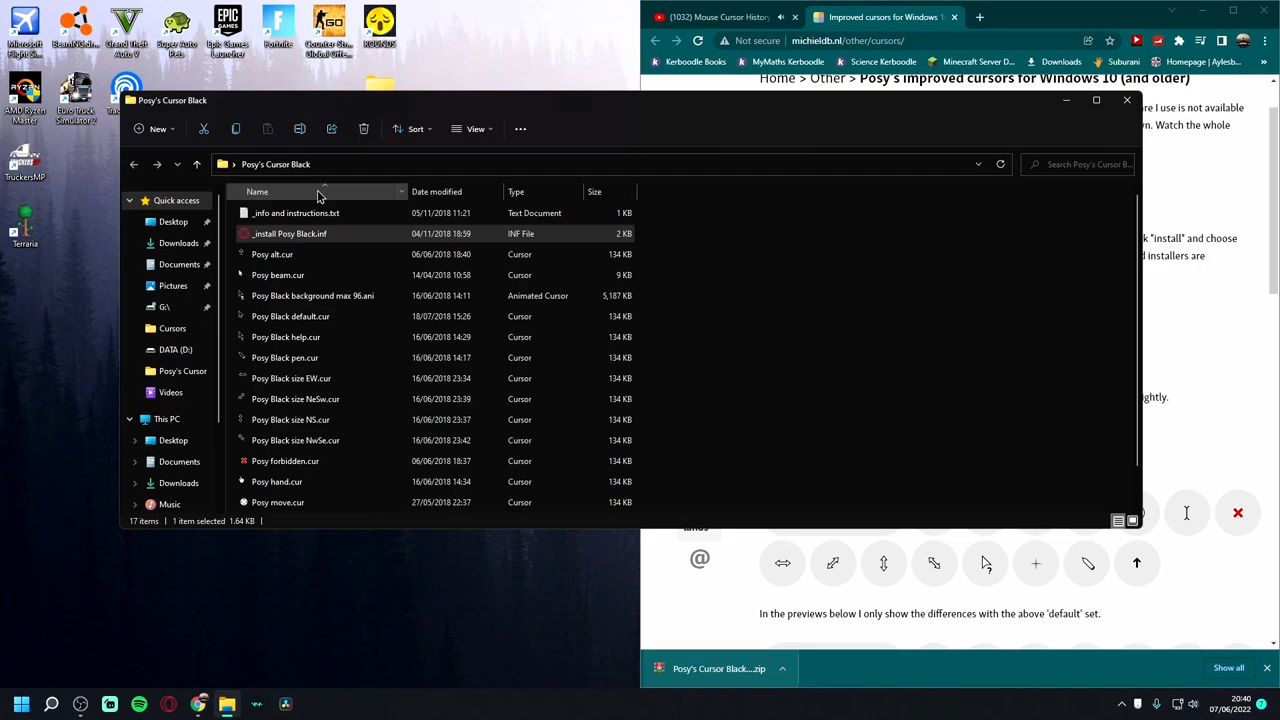 Microsoft
Flight Si...
BeamNG.dri...
Grand Theft
Auto V
Super Auto
Pets
Epic Games
Launcher
Fortnite
Counter-Str...
Global Offe...
ROUNDS
AMD Ryzen
Master
Euro Truck
Simulator 2
TruckersMP
Terraria
Posy's Cursor Black
New
Sort
View
Posy's Cursor Black
Search Posy's Cursor B...
Quick access
Desktop
Downloads
Documents
Pictures
G:\
Cursors
DATA (D:)
Posy's Cursor
Videos
This PC
Desktop
Documents
Downloads
Music
Name Date modified Type Size
_info and instructions.txt 05/11/2018 11:21 Text Document 1 KB
_install Posy Black.inf 04/11/2018 18:59 INF File 2 KB
Posy alt.cur 06/06/2018 18:40 Cursor 134 KB
Posy beam.cur 14/04/2018 10:58 Cursor 9 KB
Posy Black background max 96.ani 16/06/2018 14:11 Animated Cursor 5,187 KB
Posy Black default.cur 18/07/2018 15:26 Cursor 134 KB
Posy Black help.cur 16/06/2018 14:29 Cursor 134 KB
Posy Black pen.cur 16/06/2018 14:17 Cursor 134 KB
Posy Black size EW.cur 16/06/2018 23:34 Cursor 134 KB
Posy Black size NeSw.cur 16/06/2018 23:39 Cursor 134 KB
Posy Black size NS.cur 16/06/2018 23:37 Cursor 134 KB
Posy Black size NwSe.cur 16/06/2018 23:42 Cursor 134 KB
Posy forbidden.cur 06/06/2018 18:37 Cursor 134 KB
Posy hand.cur 16/06/2018 14:34 Cursor 134 KB
Posy move.cur 27/05/2018 22:37 Cursor 134 KB
17 items 1 item selected 1.64 KB
(1032) Mouse Cursor History
Improved cursors for Windows 1
Not secure michieldb.nl/other/cursors/
Kerboodle Books MyMaths Kerboodle Science Kerboodle Minecraft Server D... Downloads Suburani Homepage | Aylesb... »
Home > Other > Posy's improved cursors for Windows 10 (and older)
re I use is not available
wn. Watch the whole
k "install" and choose
d installers are
ightly.
@
In the previews below I only show the differences with the above 'default' set.
Posy's Cursor Black....zip
Show all
20:40
07/06/2022
7